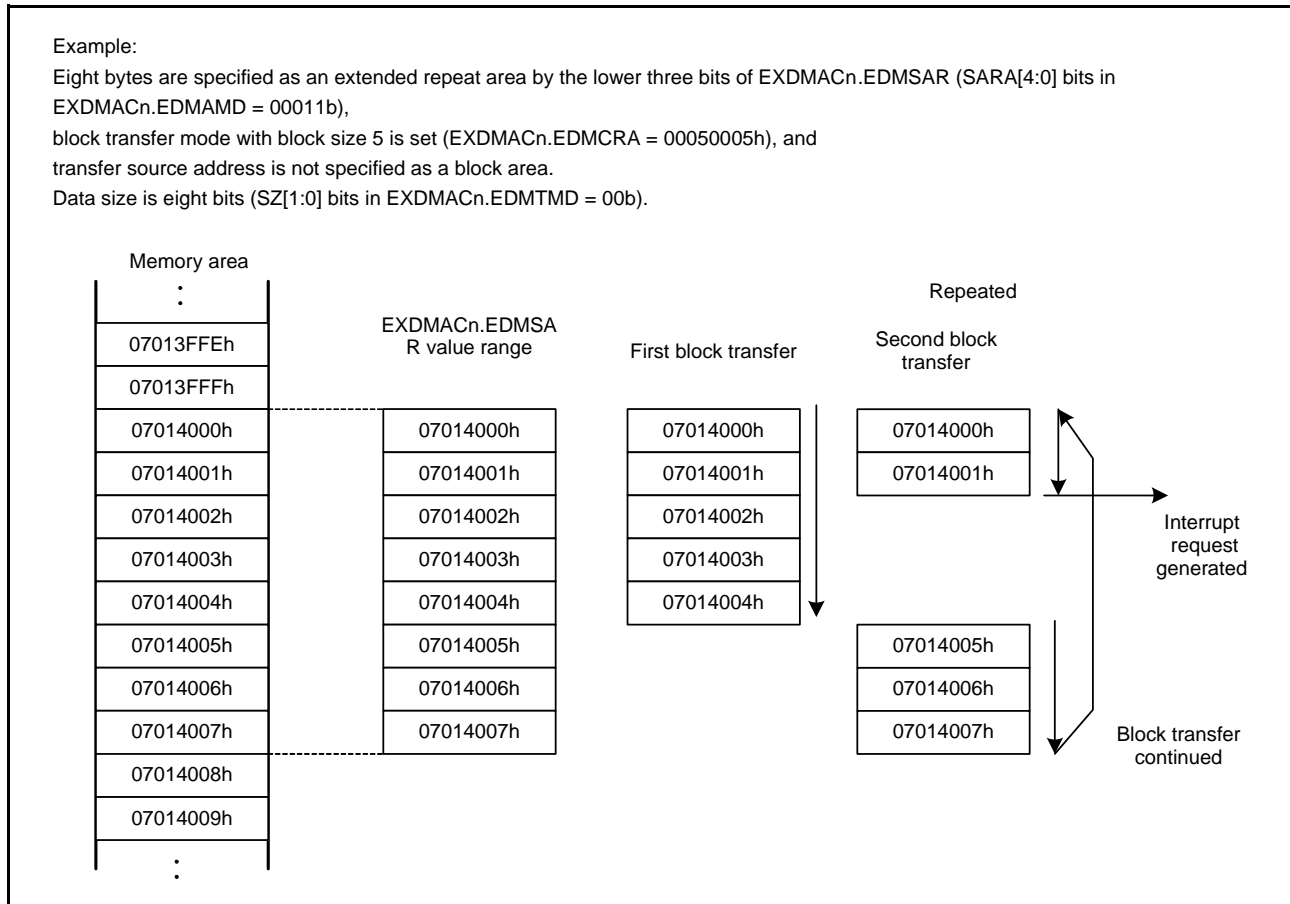 Example:
Eight bytes are specified as an extended repeat area by the lower three bits of EXDMACn.EDMSAR (SARA[4:0] bits in
EXDMACn.EDMAMD = 00011b),
block transfer mode with block size 5 is set (EXDMACn.EDMCRA = 00050005h), and
transfer source address is not specified as a block area.
Data size is eight bits (SZ[1:0] bits in EXDMACn.EDMTMD = 00b).
Memory area
07013FFEh
07013FFFh
07014000h
07014001h
07014002h
07014003h
07014004h
07014005h
07014006h
07014007h
07014008h
07014009h
EXDMACn.EDMSA
R value range
07014000h
07014001h
07014002h
07014003h
07014004h
07014005h
07014006h
07014007h
First block transfer
07014000h
07014001h
07014002h
07014003h
07014004h
Repeated
Second block
transfer
07014000h
07014001h
07014005h
07014006h
07014007h
Interrupt
request
generated
Block transfer
continued